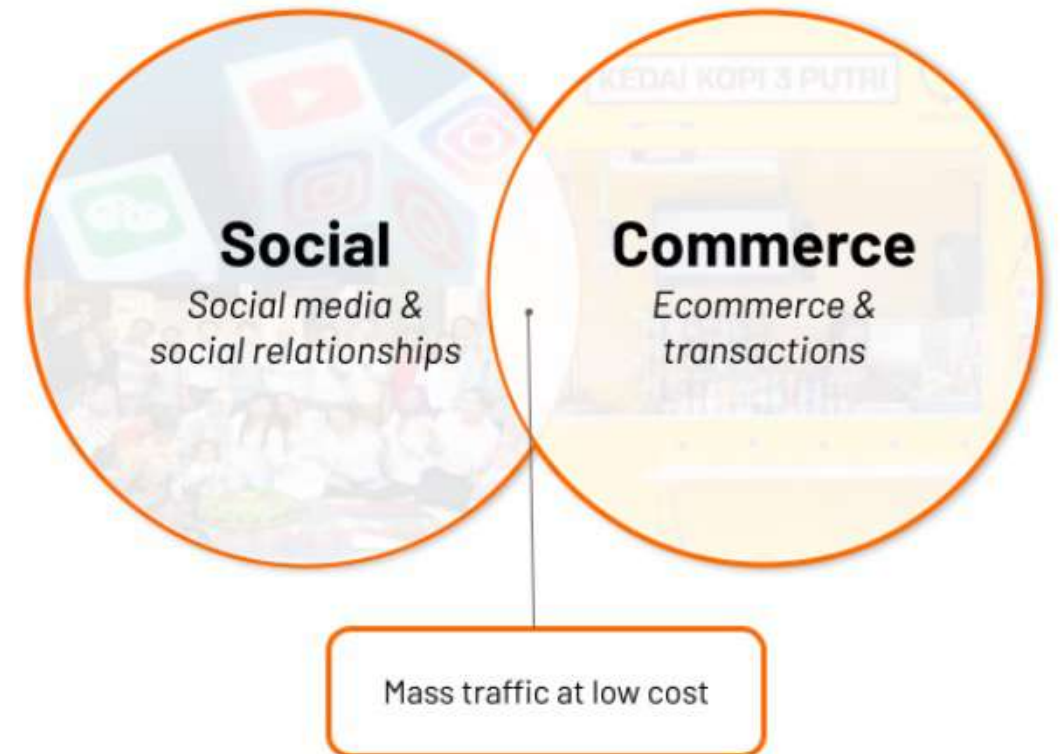 KEDAI KOPI 3 PUTRI
Social
Social media &
social relationships
Commerce
Ecommerce &
transactions
Mass traffic at low cost